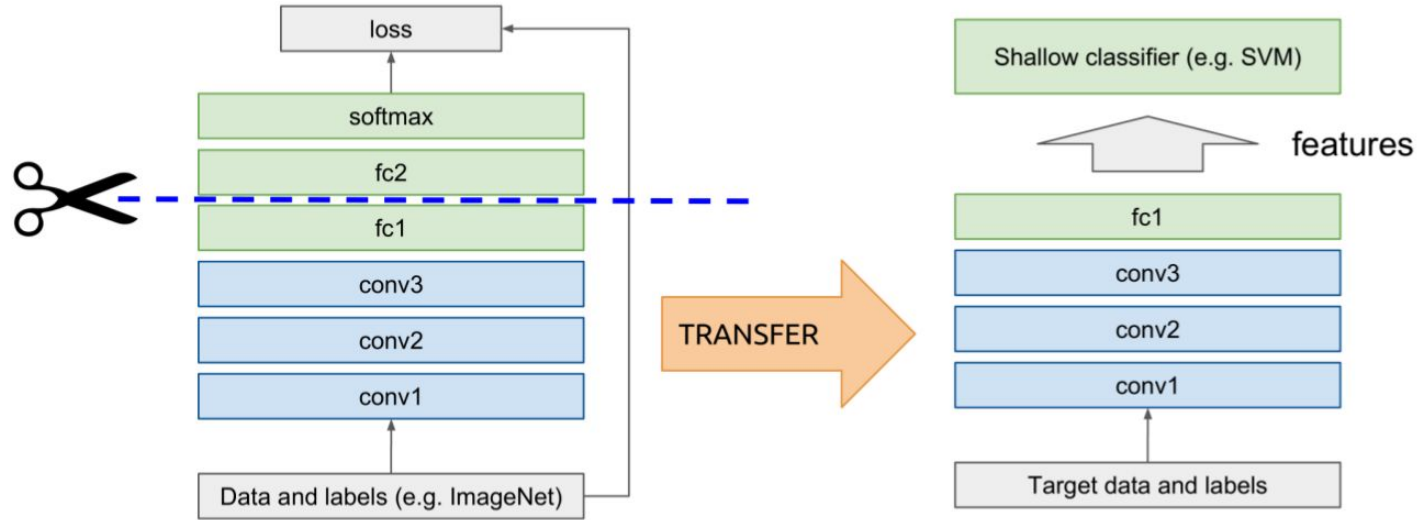 loss
softmax
fc2
fc1
conv3
conv2
conv1
Data and labels (e.g. ImageNet)
TRANSFER
Shallow classifier (e.g. SVM)
features
fc1
conv3
conv2
conv1
Target data and labels